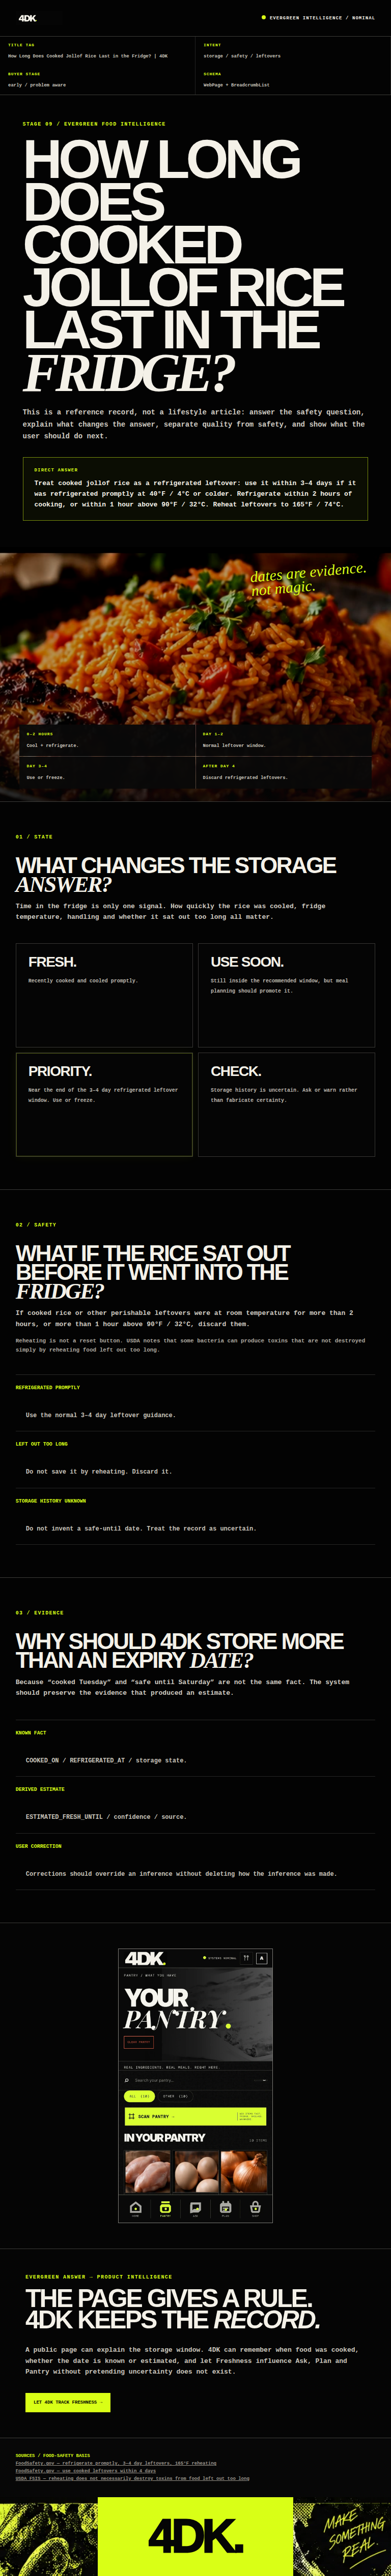 4DK.
EVERGREEN INTELLIGENCE / NOMINAL
TITLE TAG
How Long Does Cooked Jollof Rice Last in the Fridge? | 4DK
INTENT
storage / safety / leftovers
BUYER STAGE
early / problem aware
SCHEMA
WebPage + BreadcrumbList
STAGE 09 / EVERGREEN FOOD INTELLIGENCE
HOW LONG
DOES
COOKED
JOLLOF RICE
LAST IN THE
FRIDGE?
This is a reference record, not a lifestyle article: answer the safety question,
explain what changes the answer, separate quality from safety, and show what the
user should do next.
DIRECT ANSWER
Treat cooked jollof rice as a refrigerated leftover: use it within 3–4 days if it
was refrigerated promptly at 40°F / 4°C or colder. Refrigerate within 2 hours of
cooking, or within 1 hour above 90°F / 32°C. Reheat leftovers to 165°F / 74°C.
dates are evidence.
not magic.
0–2 HOURS
Cool + refrigerate.
DAY 1–2
Normal leftover window.
DAY 3–4
Use or freeze.
AFTER DAY 4
Discard refrigerated leftovers.
01 / STATE
WHAT CHANGES THE STORAGE
ANSWER?
Time in the fridge is only one signal. How quickly the rice was cooled, fridge
temperature, handling and whether it sat out too long all matter.
FRESH.
Recently cooked and cooled promptly.
USE SOON.
Still inside the recommended window, but meal
planning should promote it.
PRIORITY.
Near the end of the 3–4 day refrigerated leftover
window. Use or freeze.
CHECK.
Storage history is uncertain. Ask or warn rather
than fabricate certainty.
02 / SAFETY
WHAT IF THE RICE SAT OUT
BEFORE IT WENT INTO THE
FRIDGE?
If cooked rice or other perishable leftovers were at room temperature for more than 2
hours, or more than 1 hour above 90°F / 32°C, discard them.
Reheating is not a reset button. USDA notes that some bacteria can produce toxins that are not destroyed
simply by reheating food left out too long.
REFRIGERATED PROMPTLY
Use the normal 3–4 day leftover guidance.
LEFT OUT TOO LONG
Do not save it by reheating. Discard it.
STORAGE HISTORY UNKNOWN
Do not invent a safe-until date. Treat the record as uncertain.
03 / EVIDENCE
WHY SHOULD 4DK STORE MORE
THAN AN EXPIRY DATE?
Because “cooked Tuesday” and “safe until Saturday” are not the same fact. The system
should preserve the evidence that produced an estimate.
KNOWN FACT
COOKED_ON / REFRIGERATED_AT / storage state.
DERIVED ESTIMATE
ESTIMATED_FRESH_UNTIL / confidence / source.
USER CORRECTION
Corrections should override an inference without deleting how the inference was made.
4DK.
A
PANTRY / WHAT YOU HAVE
YOUR
PANTRY.
REAL INGREDIENTS. REAL MEALS. RIGHT HERE.
Search your pantry...
SCAN PANTRY →
IN YOUR PANTRY
EVERGREEN ANSWER → PRODUCT INTELLIGENCE
THE PAGE GIVES A RULE.
4DK KEEPS THE RECORD.
A public page can explain the storage window. 4DK can remember when food was cooked,
whether the date is known or estimated, and let Freshness influence Ask, Plan and
Pantry without pretending uncertainty does not exist.
LET 4DK TRACK FRESHNESS →
SOURCES / FOOD-SAFETY BASIS
FoodSafety.gov — refrigerate promptly, 3–4 day leftovers, 165°F reheating
FoodSafety.gov — use cooked leftovers within 4 days
USDA FSIS — reheating does not necessarily destroy toxins from food left out too long
4DK.
MAKE
SOMETHING
REAL.